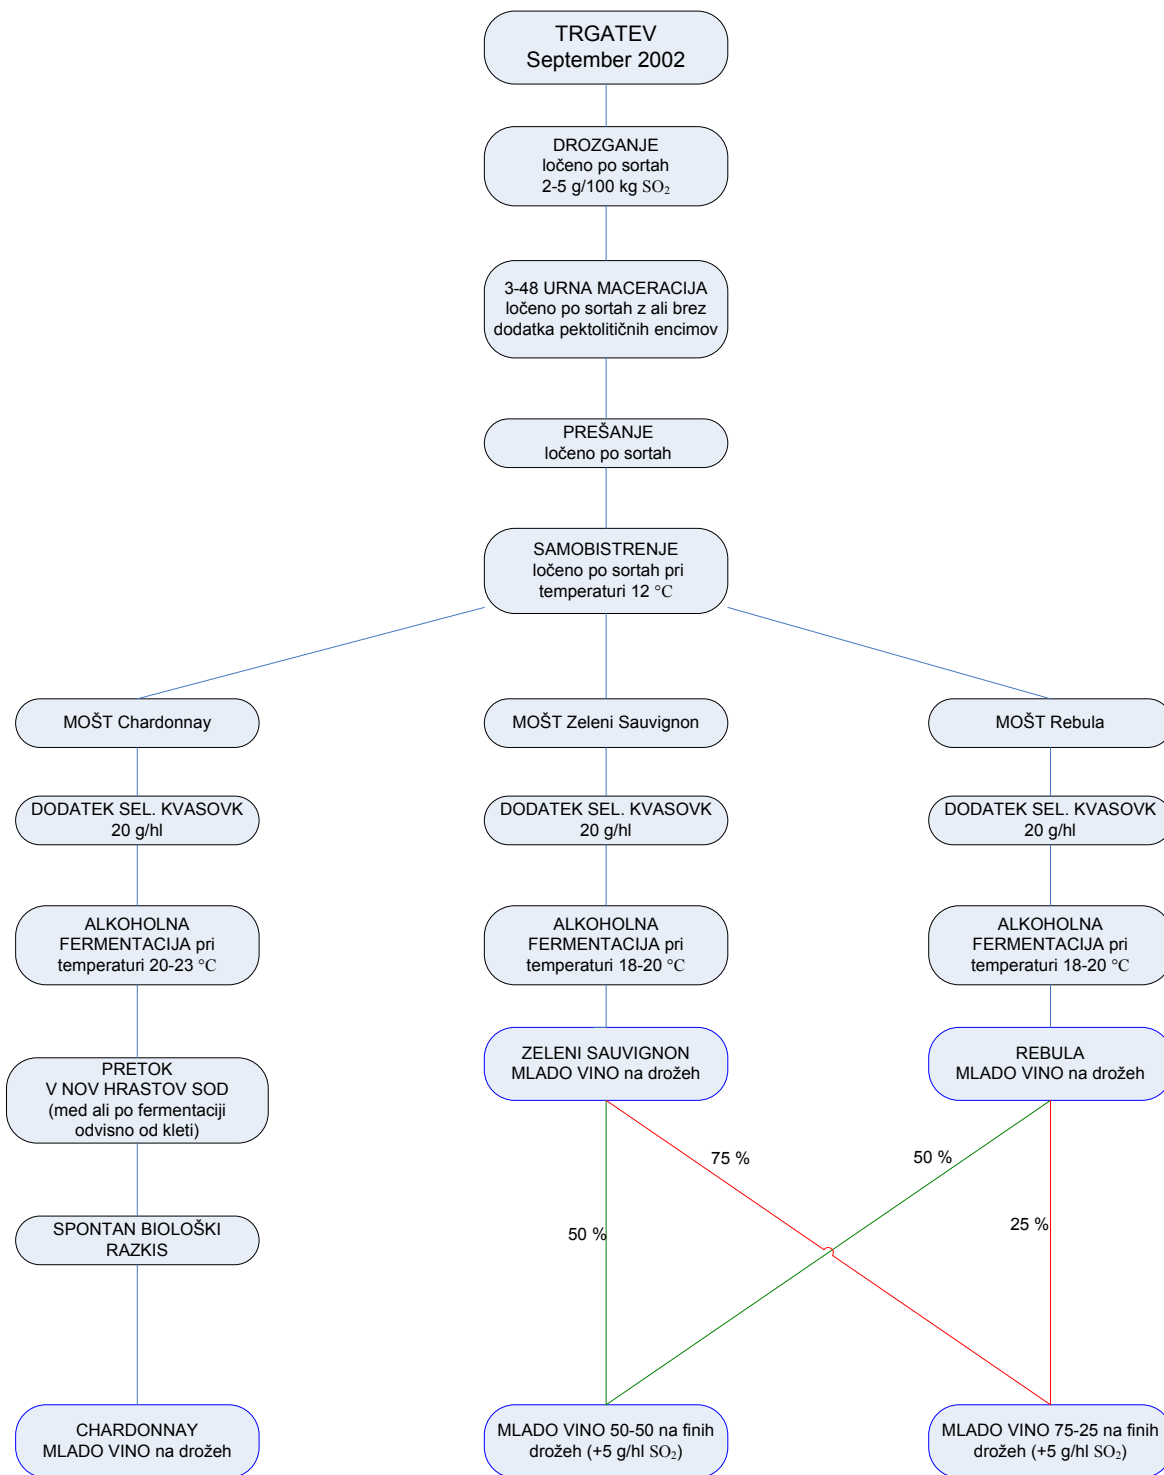 TRGATEV
September 2002
DROZGANJE
ločeno po sortah
2-5 g/100 kg SO₂
3-48 URNA MACERACIJA
ločeno po sortah z ali brez
dodatka pektolitičnih encimov
PREŠANJE
ločeno po sortah
SAMOBISTRENJE
ločeno po sortah pri
temperaturi 12 °C
MOŠT Chardonnay
MOŠT Zeleni Sauvignon
MOŠT Rebula
DODATEK SEL. KVASOVK
20 g/hl
DODATEK SEL. KVASOVK
20 g/hl
DODATEK SEL. KVASOVK
20 g/hl
ALKOHOLNA
FERMENTACIJA pri
temperaturi 20-23 °C
ALKOHOLNA
FERMENTACIJA pri
temperaturi 18-20 °C
ALKOHOLNA
FERMENTACIJA pri
temperaturi 18-20 °C
PRETOK
V NOV HRASTOV SOD
(med ali po fermentaciji
odvisno od kleti)
ZELENI SAUVIGNON
MLADO VINO na drožeh
REBULA
MLADO VINO na drožeh
75 %
50 %
50 %
25 %
SPONTAN BIOLOŠKI
RAZKIS
CHARDONNAY
MLADO VINO na drožeh
MLADO VINO 50-50 na finih
drožeh (+5 g/hl SO₂)
MLADO VINO 75-25 na finih
drožeh (+5 g/hl SO₂)